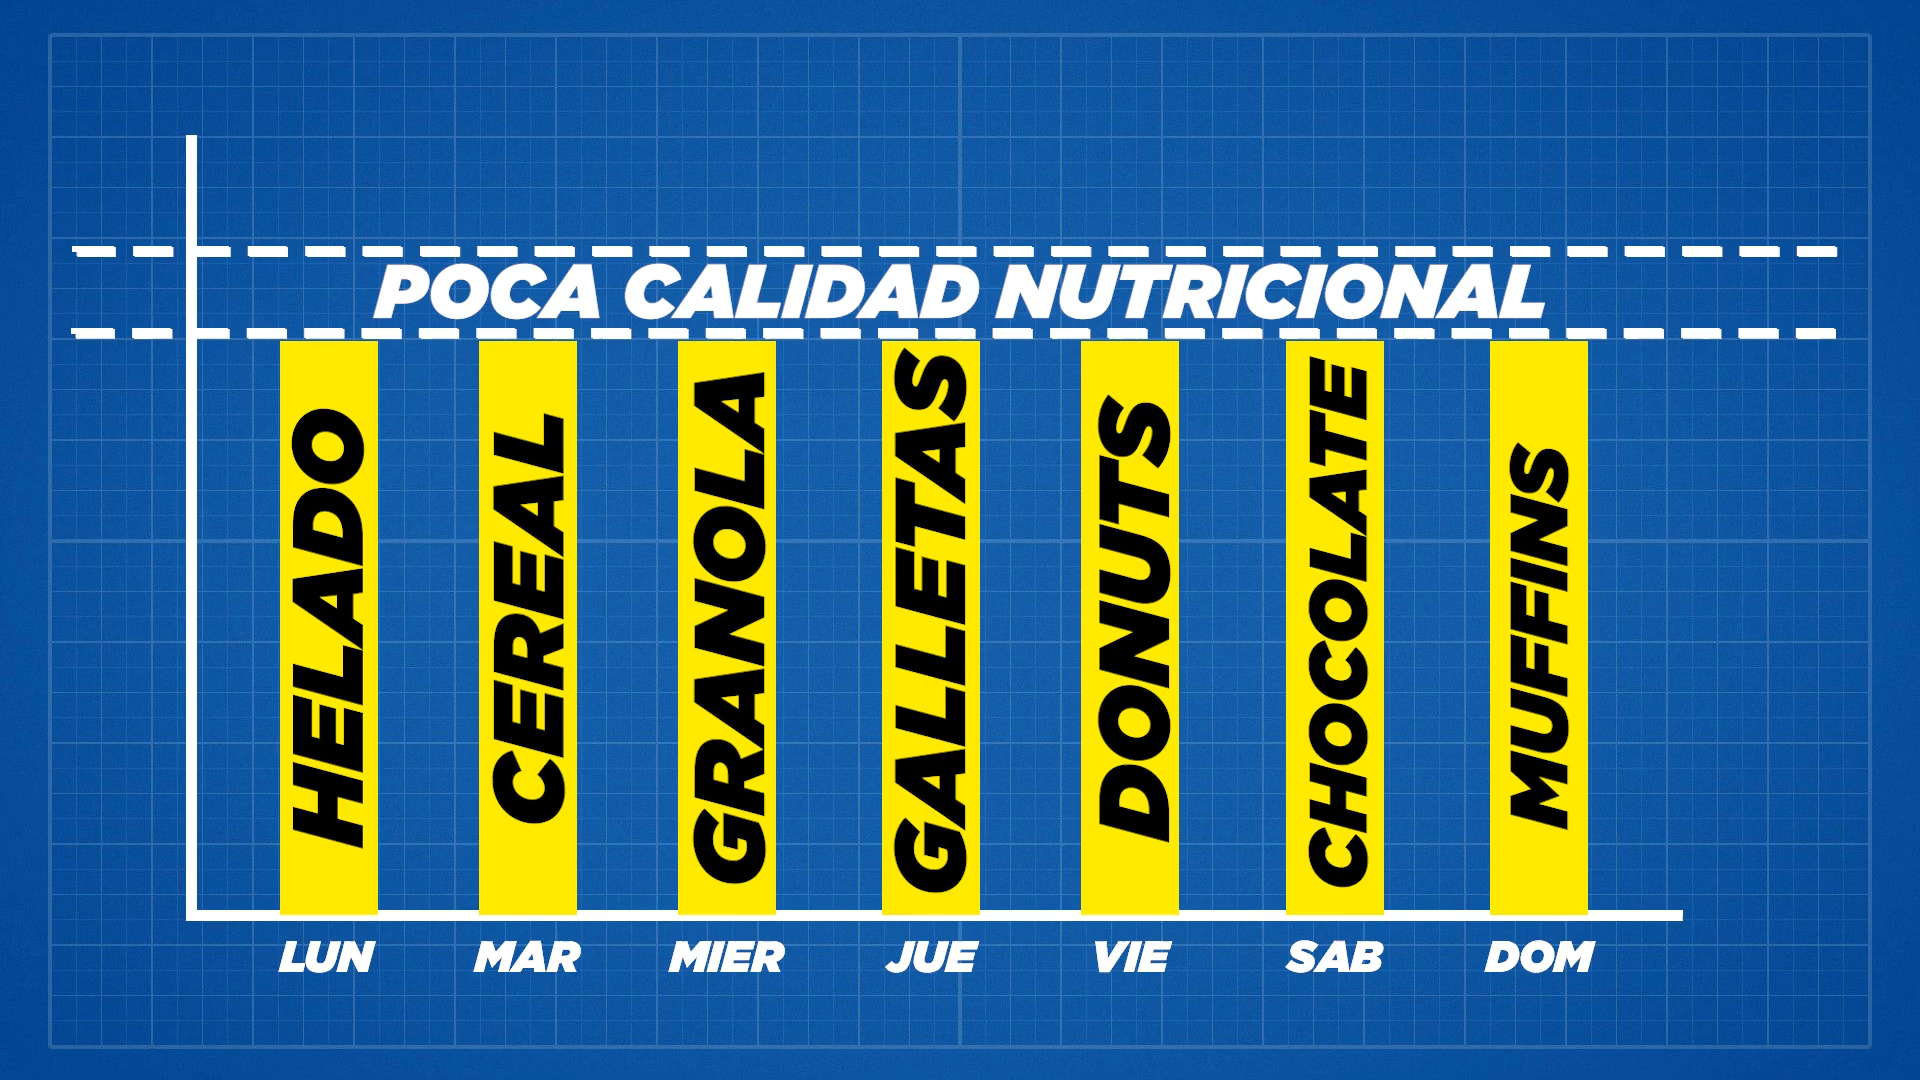 POCA CALIDAD NUTRICIONAL
HELADO
CEREAL
GRANOLA
GALLETAS
DONUTS
CHOCOLATE
MUFFINS
LUN MAR MIER JUE VIE SAB DOM